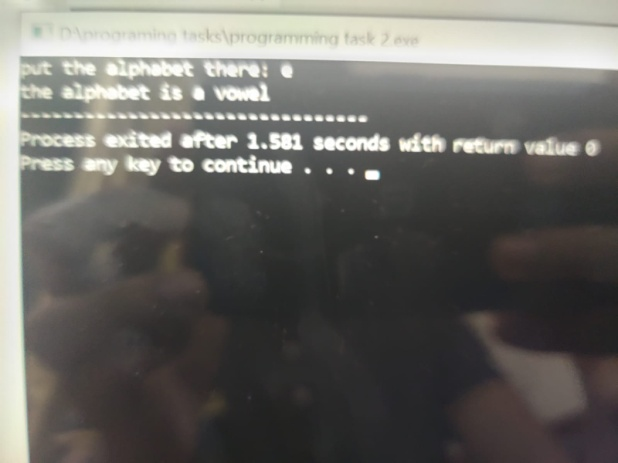 D:\programing tasks\programming task 2.exe
put the alphabet there: e
the alphabet is a vowel
--------------------------------
Process exited after 1.581 seconds with return value 0
Press any key to continue . . .